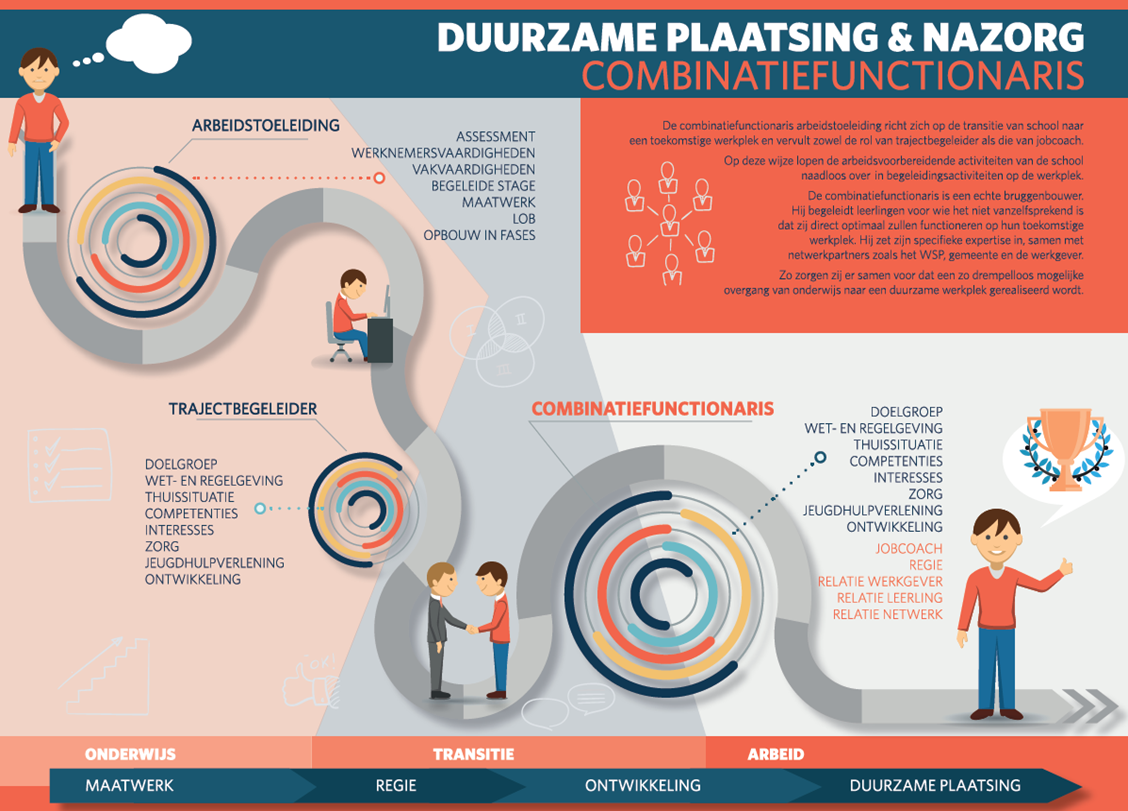 DUURZAME PLAATSING & NAZORG
COMBINATIEFUNCTIONARIS
ARBEIDSTOELEIDING
ASSESSMENT
WERKNEMERSVAARDIGHEDEN
VAKVAARDIGHEDEN
BEGELEIDE STAGE
MAATWERK
LOB
OPBOUW IN FASES
De combinatiefunctionaris arbeidstoeleiding richt zich op de transitie van school naar
een toekomstige werkplek en vervult zowel de rol van trajectbegeleider als die van jobcoach.
Op deze wijze lopen de arbeidsvoorbereidende activiteiten van de school
naadloos over in begeleidingsactiviteiten op de werkplek.
De combinatiefunctionaris is een echte bruggenbouwer.
Hij begeleidt leerlingen voor wie het niet vanzelfsprekend is
dat zij direct optimaal zullen functioneren op hun toekomstige
werkplek. Hij zet zijn specifieke expertise in, samen met
netwerkpartners zoals het WSP, gemeente en de werkgever.
Zo zorgen zij er samen voor dat een zo drempelloos mogelijke
overgang van onderwijs naar een duurzame werkplek gerealiseerd wordt.
I
II
III
TRAJECTBEGELEIDER
DOELGROEP
WET- EN REGELGEVING
THUISSITUATIE
COMPETENTIES
INTERESSES
ZORG
JEUGDHULPVERLENING
ONTWIKKELING
COMBINATIEFUNCTIONARIS
DOELGROEP
WET- EN REGELGEVING
THUISSITUATIE
COMPETENTIES
INTERESSES
ZORG
JEUGDHULPVERLENING
ONTWIKKELING
JOBCOACH
REGIE
RELATIE WERKGEVER
RELATIE LEERLING
RELATIE NETWERK
OK!
ONDERWIJS
TRANSITIE
ARBEID
MAATWERK
REGIE
ONTWIKKELING
DUURZAME PLAATSING